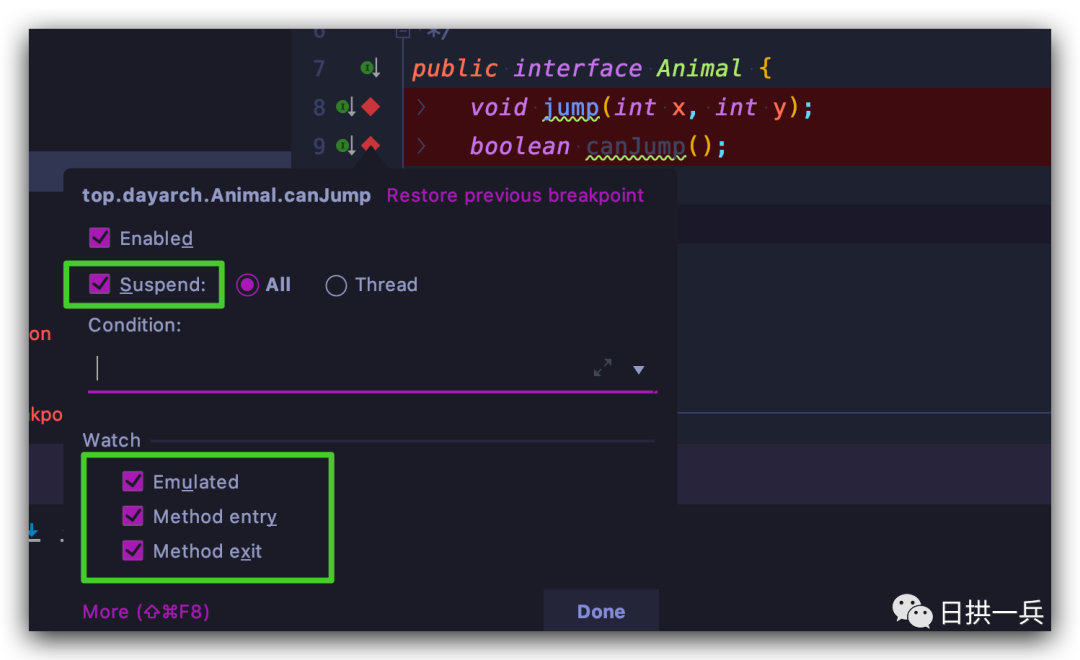 6 */
7 public interface Animal {
8 void jump(int x, int y);
9 boolean canJump();
top.dayarch.Animal.canJump Restore previous breakpoint
Enabled
Suspend: All Thread
Condition:
on
kpo
Watch
Emulated
Method entry
Method exit
More (⇧⌘F8) Done
日拱一兵